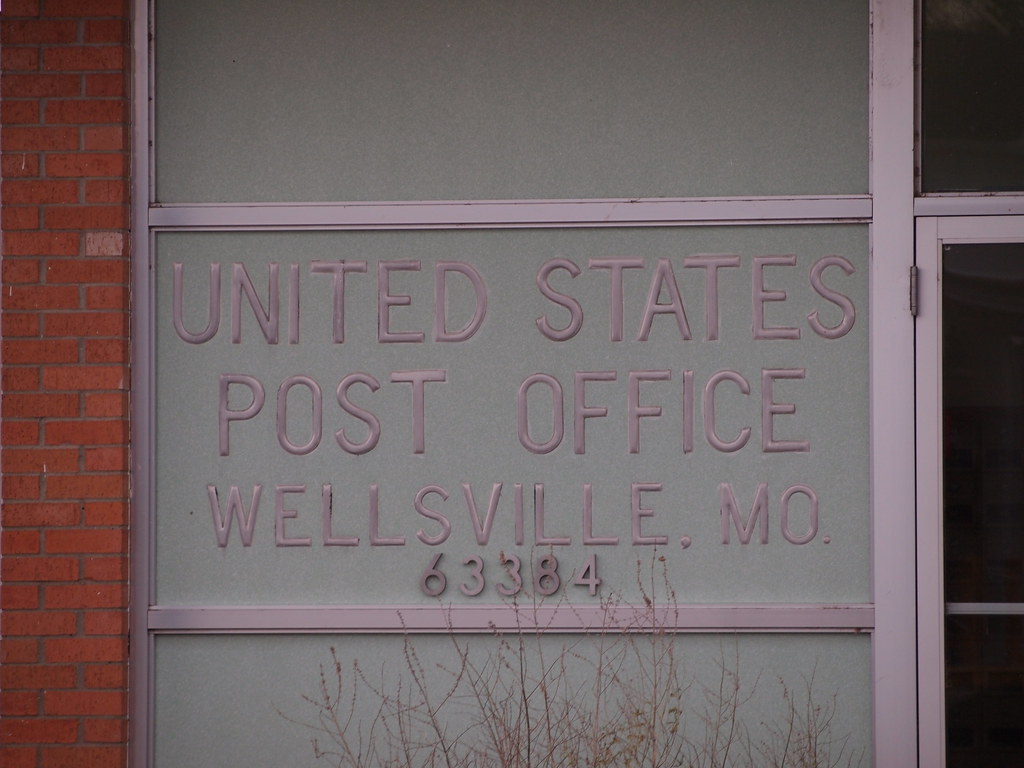 UNITED STATES
POST OFFICE
WELLSVILLE, MO.
63384